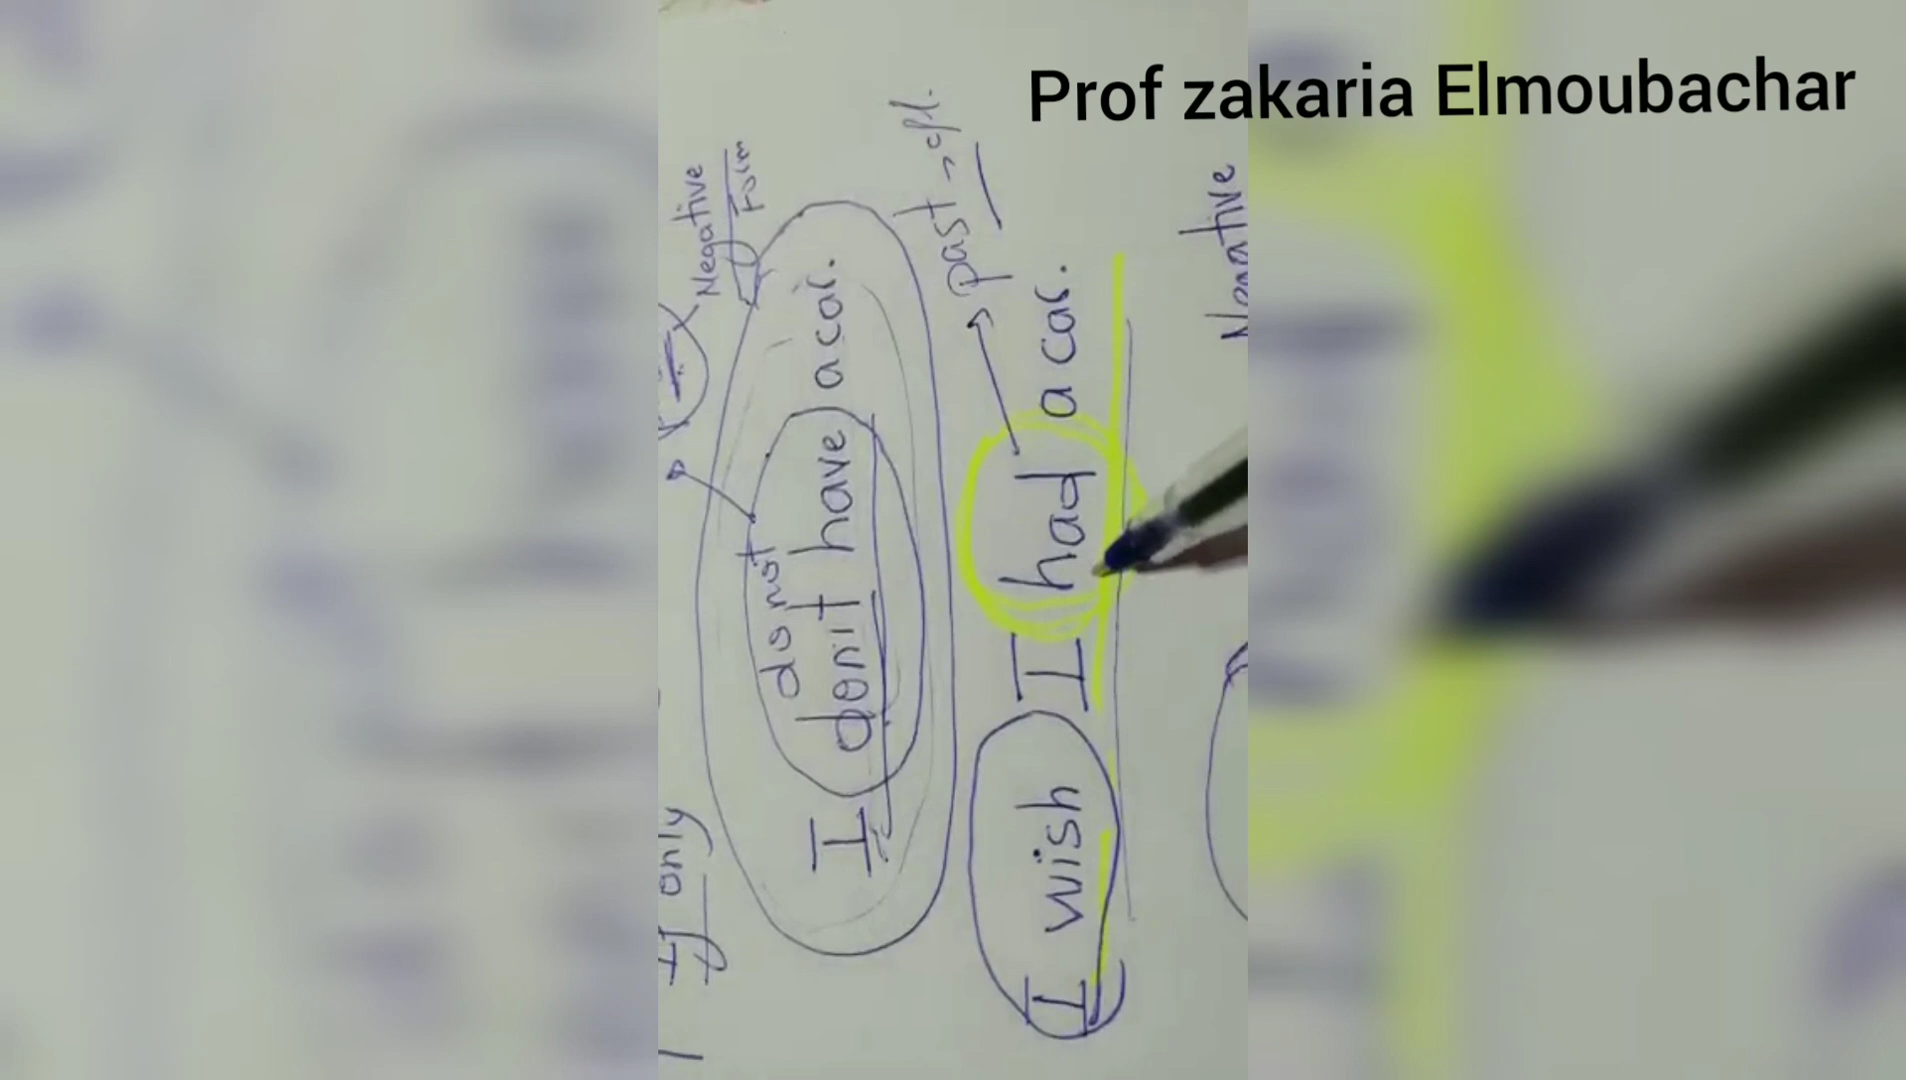 Prof zakaria Elmoubachar
If only
Negative
Form
do not
I don't have a car.
past →
I wish I had a car.
Negative